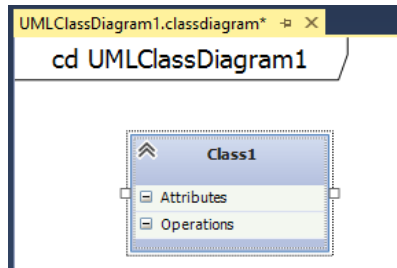 UMLClassDiagram1.classdiagram*
cd UMLClassDiagram1
Class1
Attributes
Operations